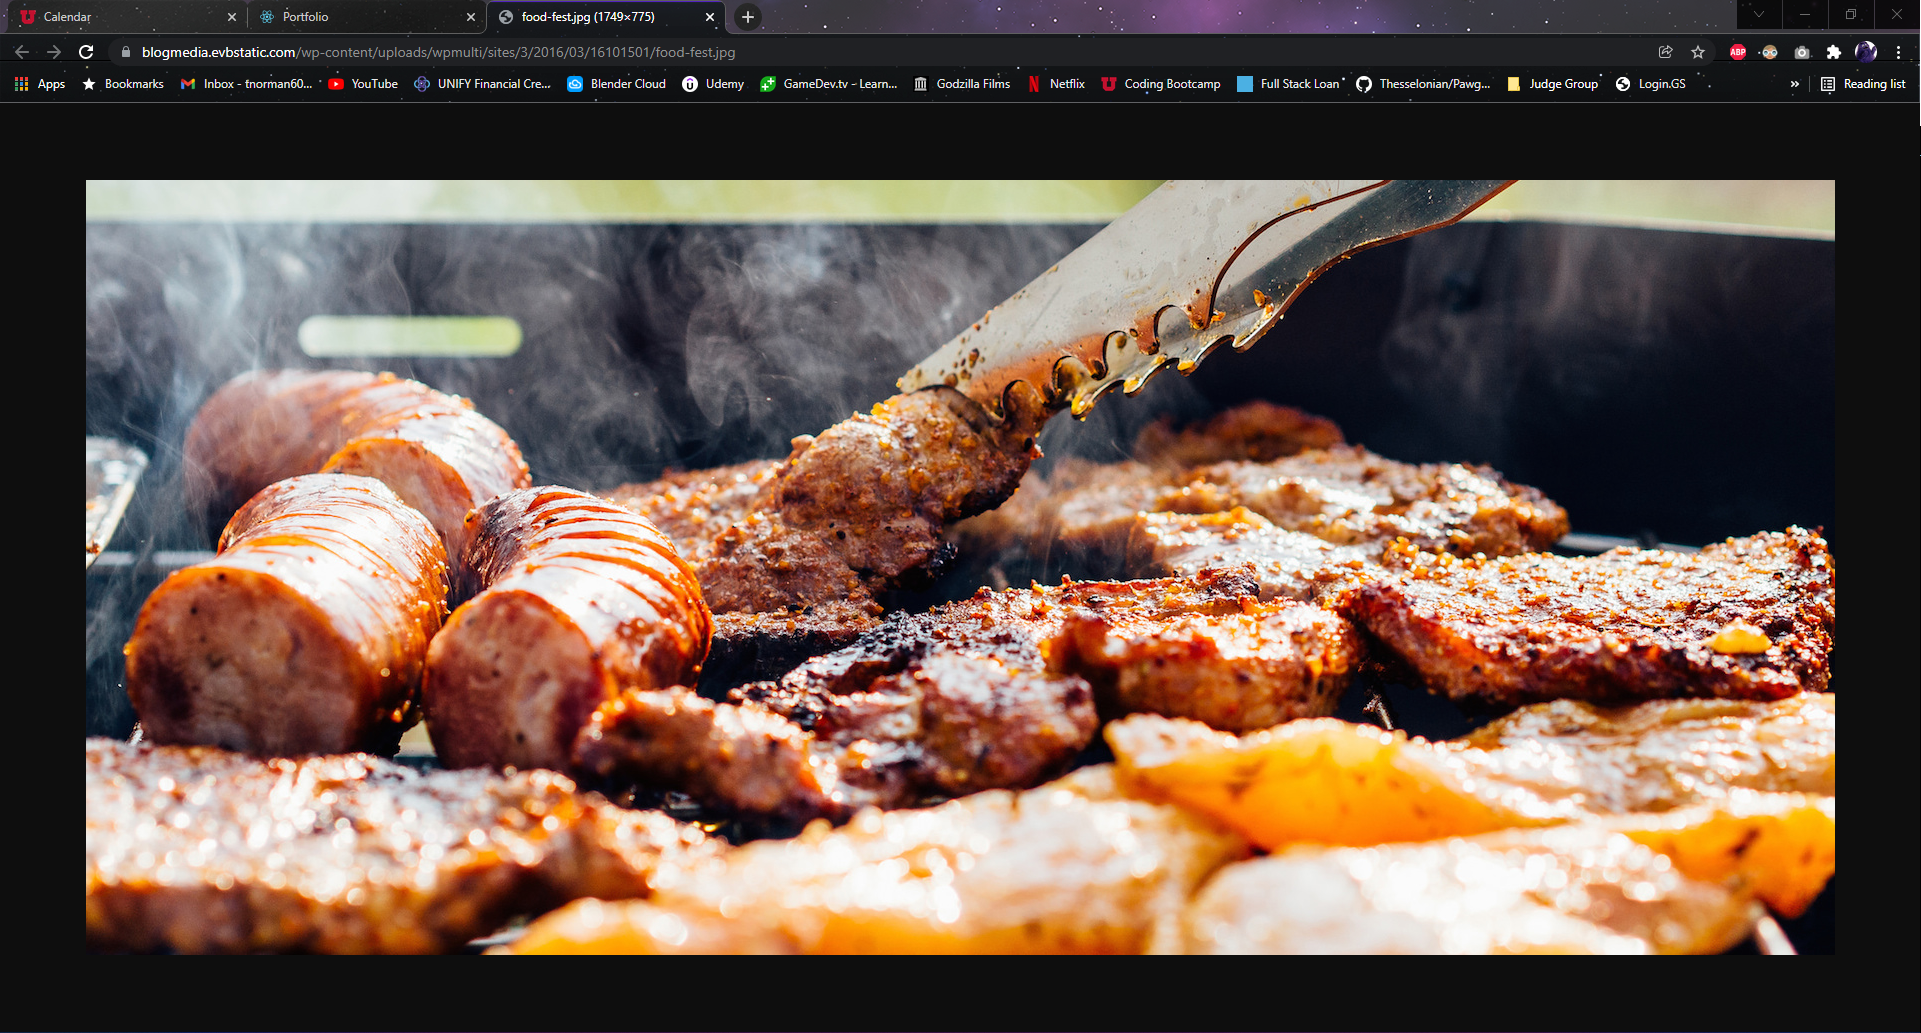 Calendar
Portfolio
food-fest.jpg (1749×775)
blogmedia.evbstatic.com/wp-content/uploads/wpmulti/sites/3/2016/03/16101501/food-fest.jpg
ABP
Apps
Bookmarks
Inbox - tnorman60...
YouTube
UNIFY Financial Cre...
Blender Cloud
Udemy
GameDev.tv - Learn...
Godzilla Films
Netflix
Coding Bootcamp
Full Stack Loan
Thesselonian/Pawg...
Judge Group
Login.GS
»
Reading list